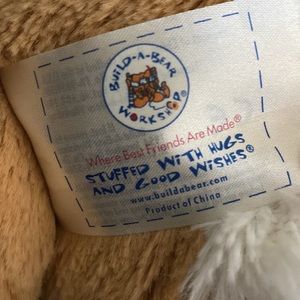 BUILD-A-BEAR
WORKSHOP®
Where Best Friends Are Made®
STUFFED WITH HUGS
AND GOOD WISHES®
www.buildabear.com
Product of China